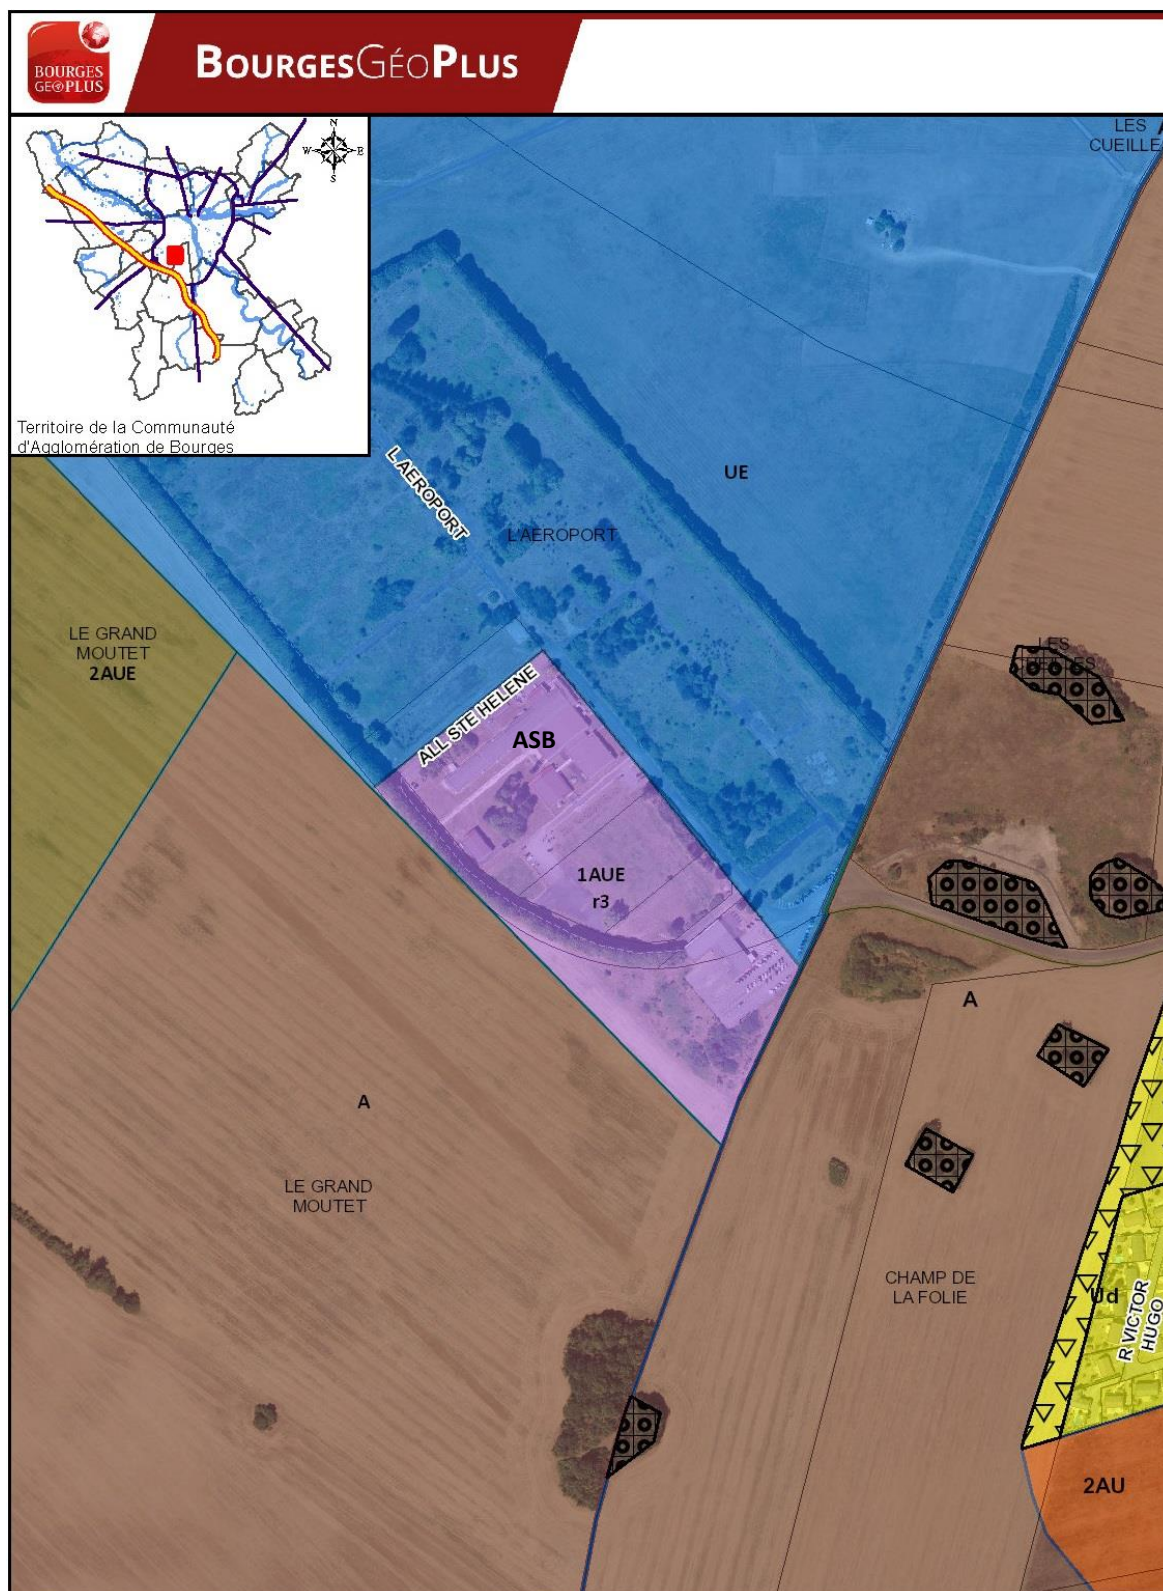 BOURGES
GEOPLUS
BOURGESGÉOPLUS
N
W E
S
Territoire de la Communauté
d'Agglomération de Bourges
LES A
CUEILLE
UE
L AEROPORT
L'AEROPORT
LE GRAND
MOUTET
2AUE
LES
ALL STE HELENE
ASB
1AUE
r3
A
A
LE GRAND
MOUTET
CHAMP DE
LA FOLIE
Ud
R VICTOR
HUGO
2AU